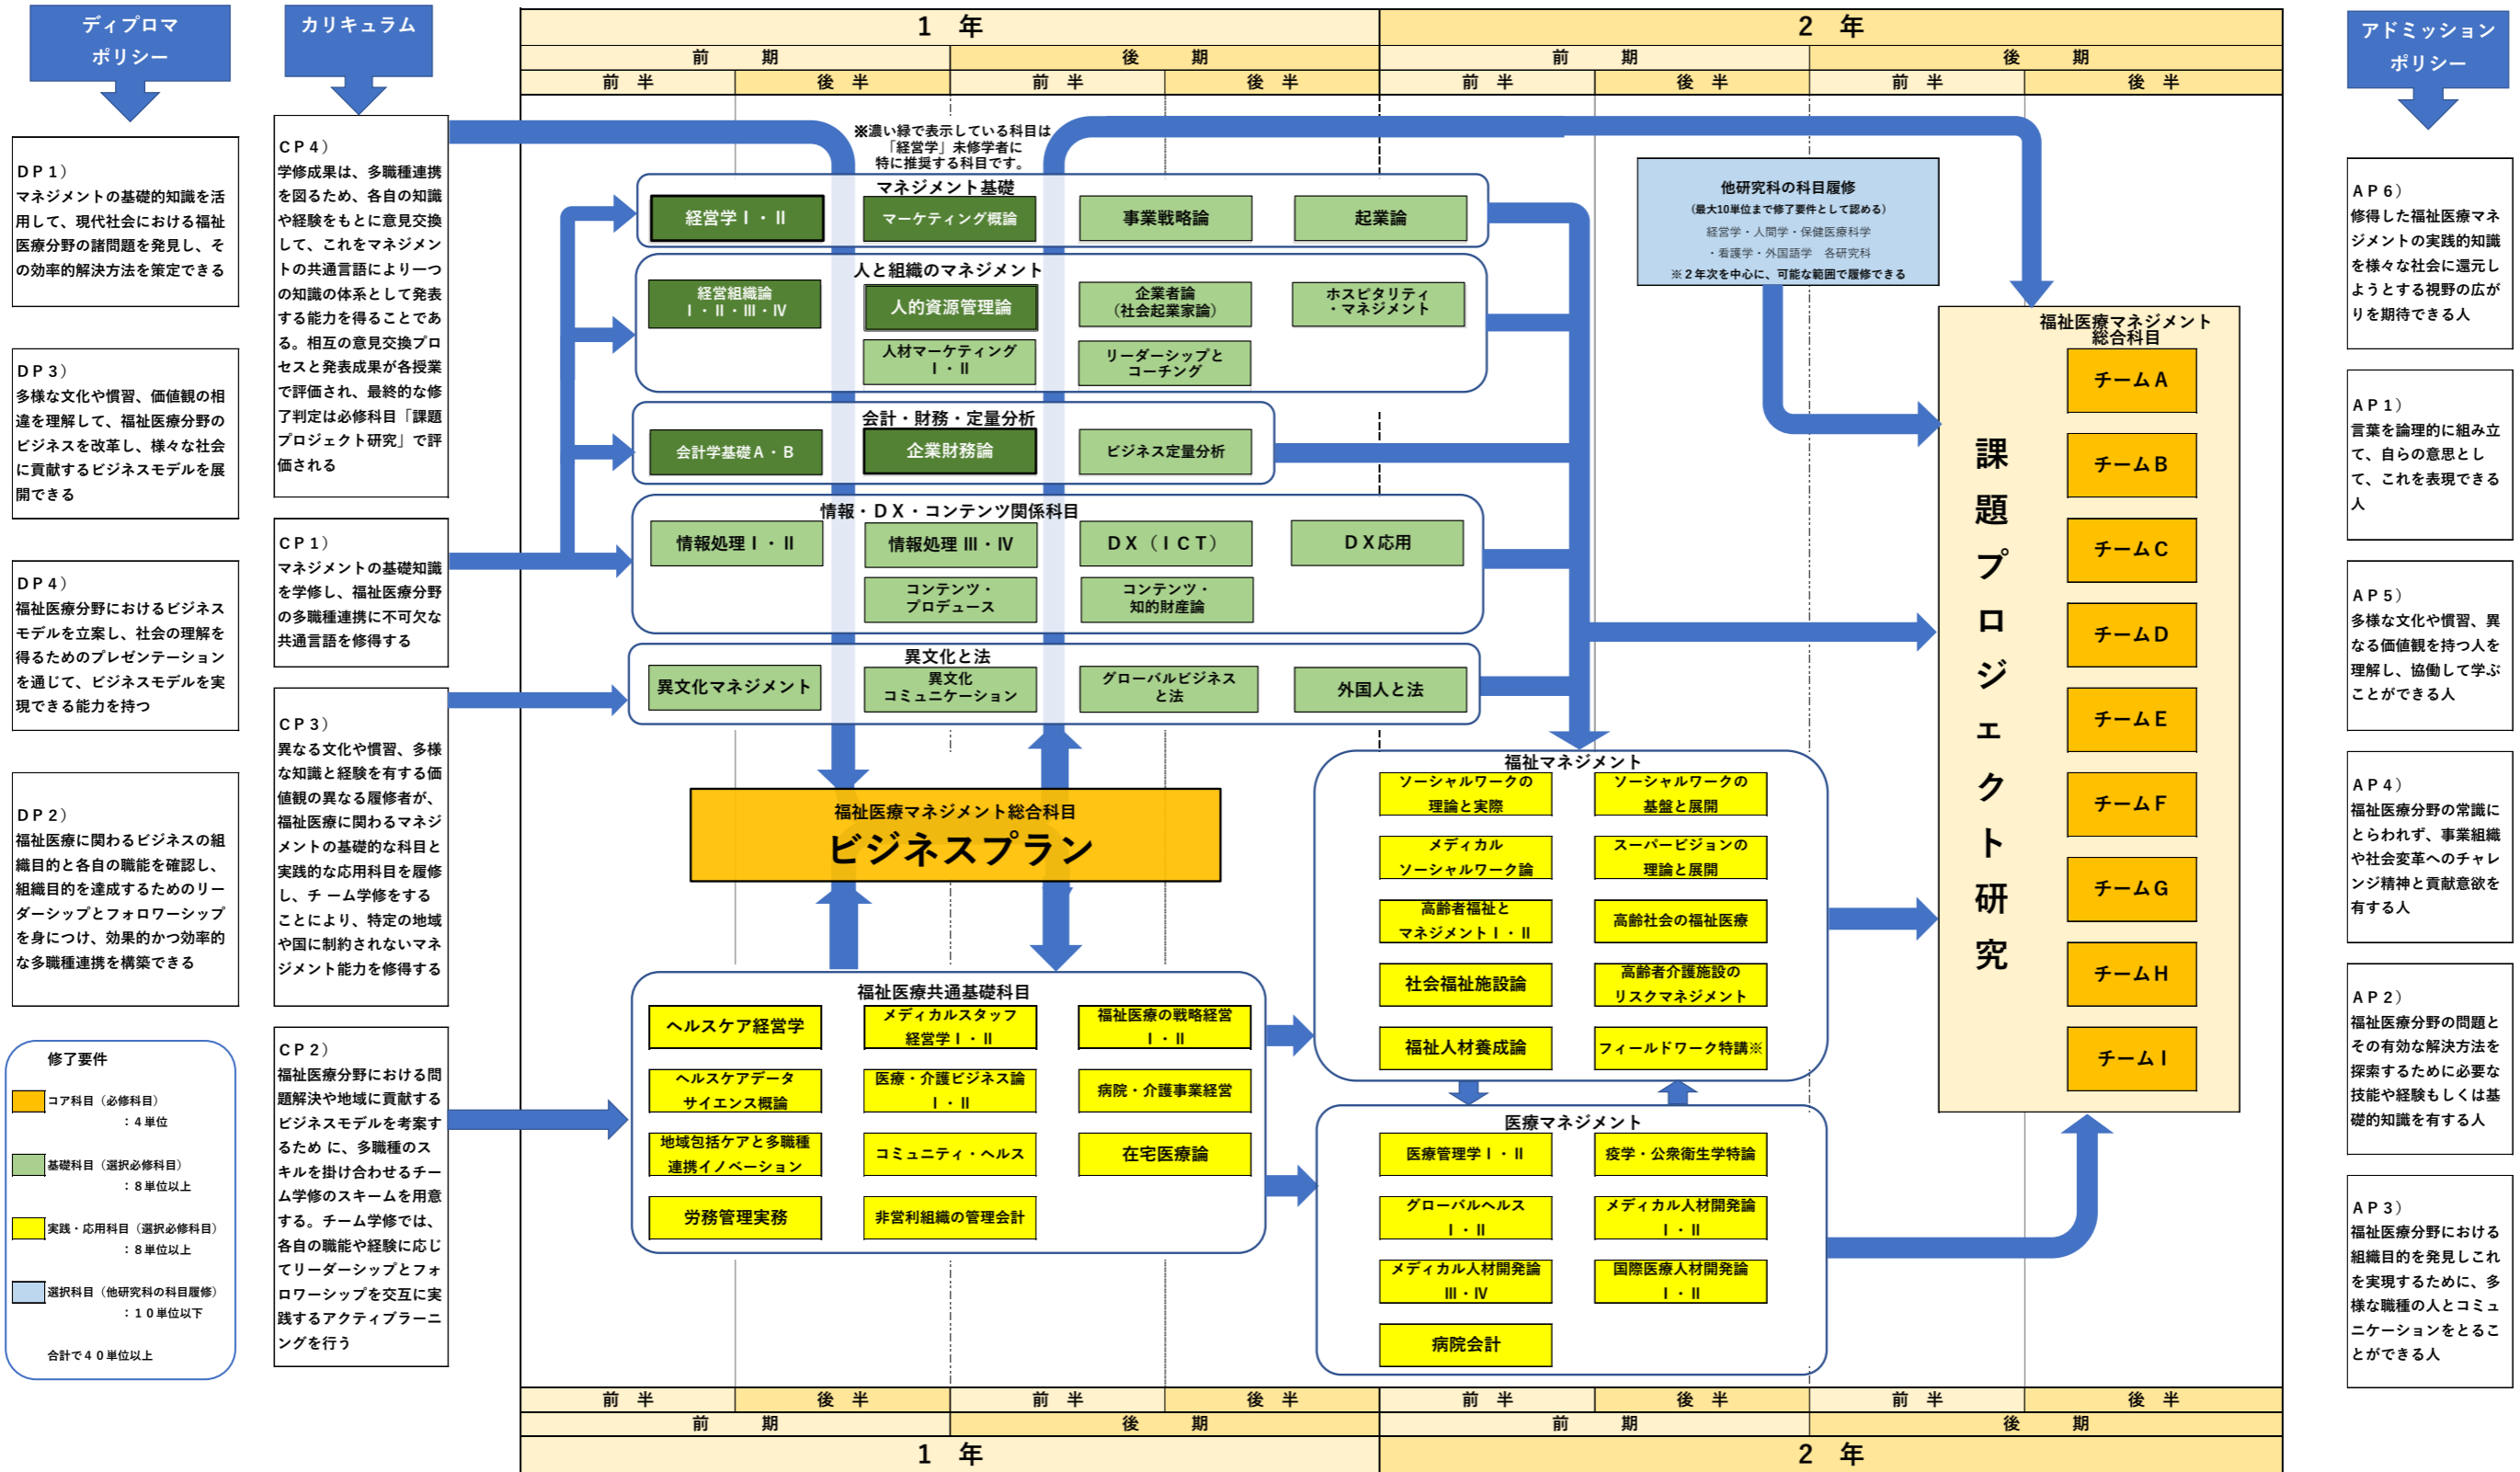 ディプロマ
ポリシー
カリキュラム
1　年
2　年
前　期
後　期
前　期
後　期
前 半
後 半
前 半
後 半
前 半
後 半
前 半
後 半
アドミッション
ポリシー
ＤＰ１）
マネジメントの基礎的知識を活
用して、現代社会における福祉
医療分野の諸問題を発見し、そ
の効率的解決方法を策定できる
ＤＰ３）
多様な文化や慣習、価値観の相
違を理解して、福祉医療分野の
ビジネスを改革し、様々な社会
に貢献するビジネスモデルを展
開できる
ＤＰ４）
福祉医療分野におけるビジネス
モデルを立案し、社会の理解を
得るためのプレゼンテーション
を通じて、ビジネスモデルを実
現できる能力を持つ
ＤＰ２）
福祉医療に関わるビジネスの組
織目的と各自の職能を確認し、
組織目的を達成するためのリー
ダーシップとフォロワーシップ
を身につけ、効果的かつ効率的
な多職種連携を構築できる
修了要件
コア科目（必修科目）
：４単位
基礎科目（選択必修科目）
：８単位以上
実践・応用科目（選択必修科目）
：８単位以上
選択科目（他研究科の科目履修）
：１０単位以下
合計で４０単位以上
ＣＰ４）
学修成果は、多職種連携
を図るため、各自の知識
や経験をもとに意見交換
して、これをマネジメン
トの共通言語により一つ
の知識の体系として発表
する能力を得ることであ
る。相互の意見交換プロ
セスと発表成果が各授業
で評価され、最終的な修
了判定は必修科目「課題
プロジェクト研究」で評
価される
ＣＰ１）
マネジメントの基礎知識
を学修し、福祉医療分野
の多職種連携に不可欠な
共通言語を修得する
ＣＰ３）
異なる文化や慣習、多様
な知識と経験を有する価
値観の異なる履修者が、
福祉医療に関わるマネジ
メントの基礎的な科目と
実践的な応用科目を履修
し、チ ーム学修をする
ことにより、特定の地域
や国に制約されないマネ
ジメント能力を修得する
ＣＰ２）
福祉医療分野における問
題解決や地域に貢献する
ビジネスモデルを考案す
るため に、多職種のス
キルを掛け合わせるチー
ム学修のスキームを用意
する。チーム学修では、
各自の職能や経験に応じ
てリーダーシップとフォ
ロワーシップを交互に実
践するアクティブラーニ
ングを行う
※濃い緑で表示している科目は
「経営学」未修学者に
特に推奨する科目です。
マネジメント基礎
経営学Ⅰ・Ⅱ
マーケティング概論
事業戦略論
起業論
人と組織のマネジメント
経営組織論
Ⅰ・Ⅱ・Ⅲ・Ⅳ
人的資源管理論
企業者論
（社会起業家論）
ホスピタリティ
・マネジメント
人材マーケティング
Ⅰ・Ⅱ
リーダーシップと
コーチング
会計・財務・定量分析
会計学基礎Ａ・Ｂ
企業財務論
ビジネス定量分析
情報・ＤＸ・コンテンツ関係科目
情報処理Ⅰ・Ⅱ
情報処理 Ⅲ・Ⅳ
ＤＸ（ＩＣＴ）
ＤＸ応用
コンテンツ・
プロデュース
コンテンツ・
知的財産論
異文化と法
異文化マネジメント
異文化
コミュニケーション
グローバルビジネス
と法
外国人と法
福祉医療マネジメント総合科目
ビジネスプラン
福祉医療共通基礎科目
ヘルスケア経営学
メディカルスタッフ
経営学Ⅰ・Ⅱ
福祉医療の戦略経営
Ⅰ・Ⅱ
ヘルスケアデータ
サイエンス概論
医療・介護ビジネス論
Ⅰ・Ⅱ
病院・介護事業経営
地域包括ケアと多職種
連携イノベーション
コミュニティ・ヘルス
在宅医療論
労務管理実務
非営利組織の管理会計
他研究科の科目履修
（最大10単位まで修了要件として認める）
経営学・人間学・保健医療科学
・看護学・外国語学　各研究科
※２年次を中心に、可能な範囲で履修できる
福祉マネジメント
ソーシャルワークの
理論と実際
ソーシャルワークの
基盤と展開
メディカル
ソーシャルワーク論
スーパービジョンの
理論と展開
高齢者福祉と
マネジメントⅠ・Ⅱ
高齢社会の福祉医療
社会福祉施設論
高齢者介護施設の
リスクマネジメント
福祉人材養成論
フィールドワーク特講※
医療マネジメント
医療管理学Ⅰ・Ⅱ
疫学・公衆衛生学特論
グローバルヘルス
Ⅰ・Ⅱ
メディカル人材開発論
Ⅰ・Ⅱ
メディカル人材開発論
Ⅲ・Ⅳ
国際医療人材開発論
Ⅰ・Ⅱ
病院会計
福祉医療マネジメント
総合科目
課題プロジェクト研究
チームＡ
チームＢ
チームＣ
チームＤ
チームＥ
チームＦ
チームＧ
チームＨ
チームＩ
ＡＰ６）
修得した福祉医療マネ
ジメントの実践的知識
を様々な社会に還元し
ようとする視野の広が
りを期待できる人
ＡＰ１）
言葉を論理的に組み立
て、自らの意思とし
て、これを表現できる
人
ＡＰ５）
多様な文化や慣習、異
なる価値観を持つ人を
理解し、協働して学ぶ
ことができる人
ＡＰ４）
福祉医療分野の常識に
とらわれず、事業組織
や社会変革へのチャレ
ンジ精神と貢献意欲を
有する人
ＡＰ２）
福祉医療分野の問題と
その有効な解決方法を
探索するために必要な
技能や経験もしくは基
礎的知識を有する人
ＡＰ３）
福祉医療分野における
組織目的を発見しこれ
を実現するために、多
様な職種の人とコミュ
ニケーションをとるこ
とができる人
前 半
後 半
前 半
後 半
前 半
後 半
前 半
後 半
前　期
後　期
前　期
後　期
1　年
2　年